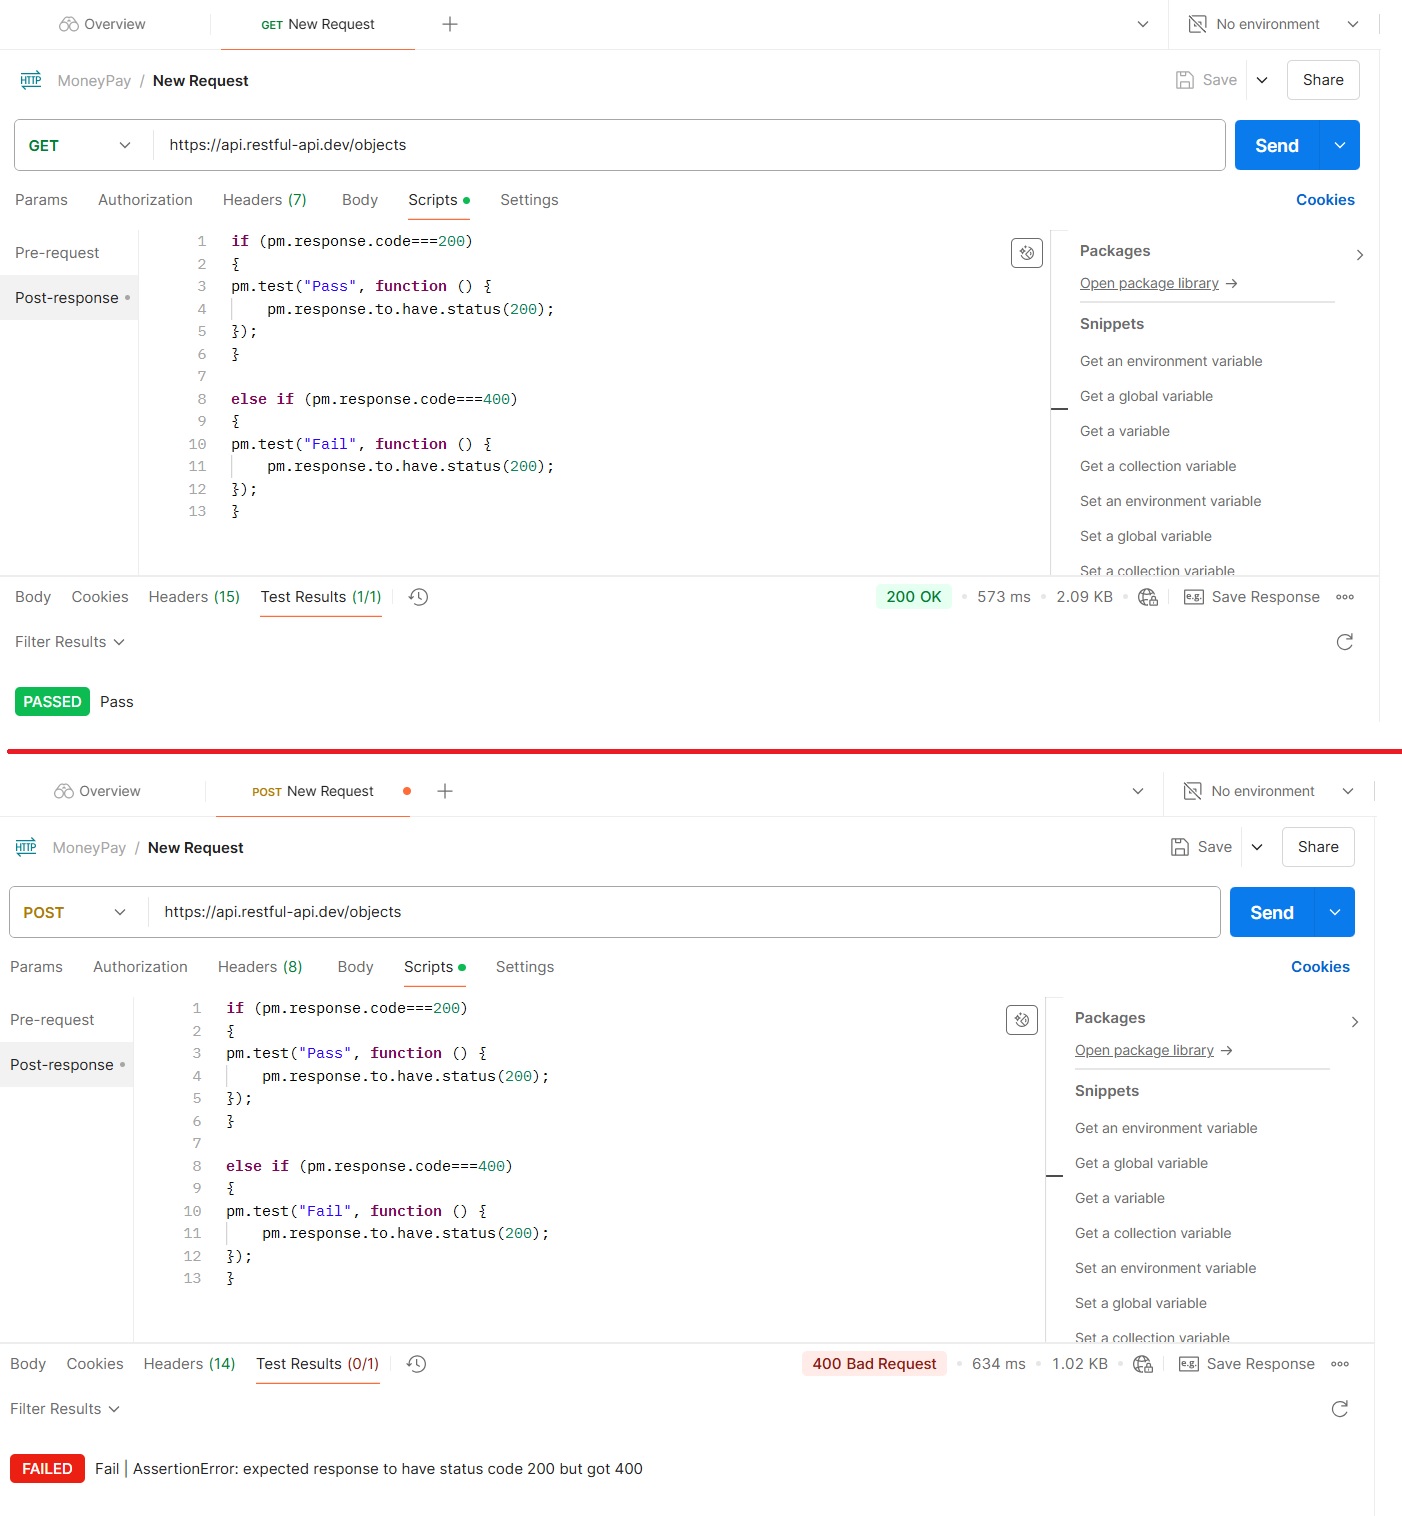 Overview GET New Request No environment
HTTP MoneyPay / New Request Save Share
GET https://api.restful-api.dev/objects Send
Params Authorization Headers (7) Body Scripts Settings Cookies
Pre-request
Post-response
1 if (pm.response.code===200)
2 {
3 pm.test("Pass", function () {
4 pm.response.to.have.status(200);
5 });
6 }
7
8 else if (pm.response.code===400)
9 {
10 pm.test("Fail", function () {
11 pm.response.to.have.status(200);
12 });
13 }
Packages
Open package library →
Snippets
Get an environment variable
Get a global variable
Get a variable
Get a collection variable
Set an environment variable
Set a global variable
Set a collection variable
Body Cookies Headers (15) Test Results (1/1) 200 OK • 573 ms • 2.09 KB • e.g. Save Response
Filter Results
PASSED Pass
Overview POST New Request No environment
HTTP MoneyPay / New Request Save Share
POST https://api.restful-api.dev/objects Send
Params Authorization Headers (8) Body Scripts Settings Cookies
Pre-request
Post-response
1 if (pm.response.code===200)
2 {
3 pm.test("Pass", function () {
4 pm.response.to.have.status(200);
5 });
6 }
7
8 else if (pm.response.code===400)
9 {
10 pm.test("Fail", function () {
11 pm.response.to.have.status(200);
12 });
13 }
Packages
Open package library →
Snippets
Get an environment variable
Get a global variable
Get a variable
Get a collection variable
Set an environment variable
Set a global variable
Set a collection variable
Body Cookies Headers (14) Test Results (0/1) 400 Bad Request • 634 ms • 1.02 KB • e.g. Save Response
Filter Results
FAILED Fail | AssertionError: expected response to have status code 200 but got 400